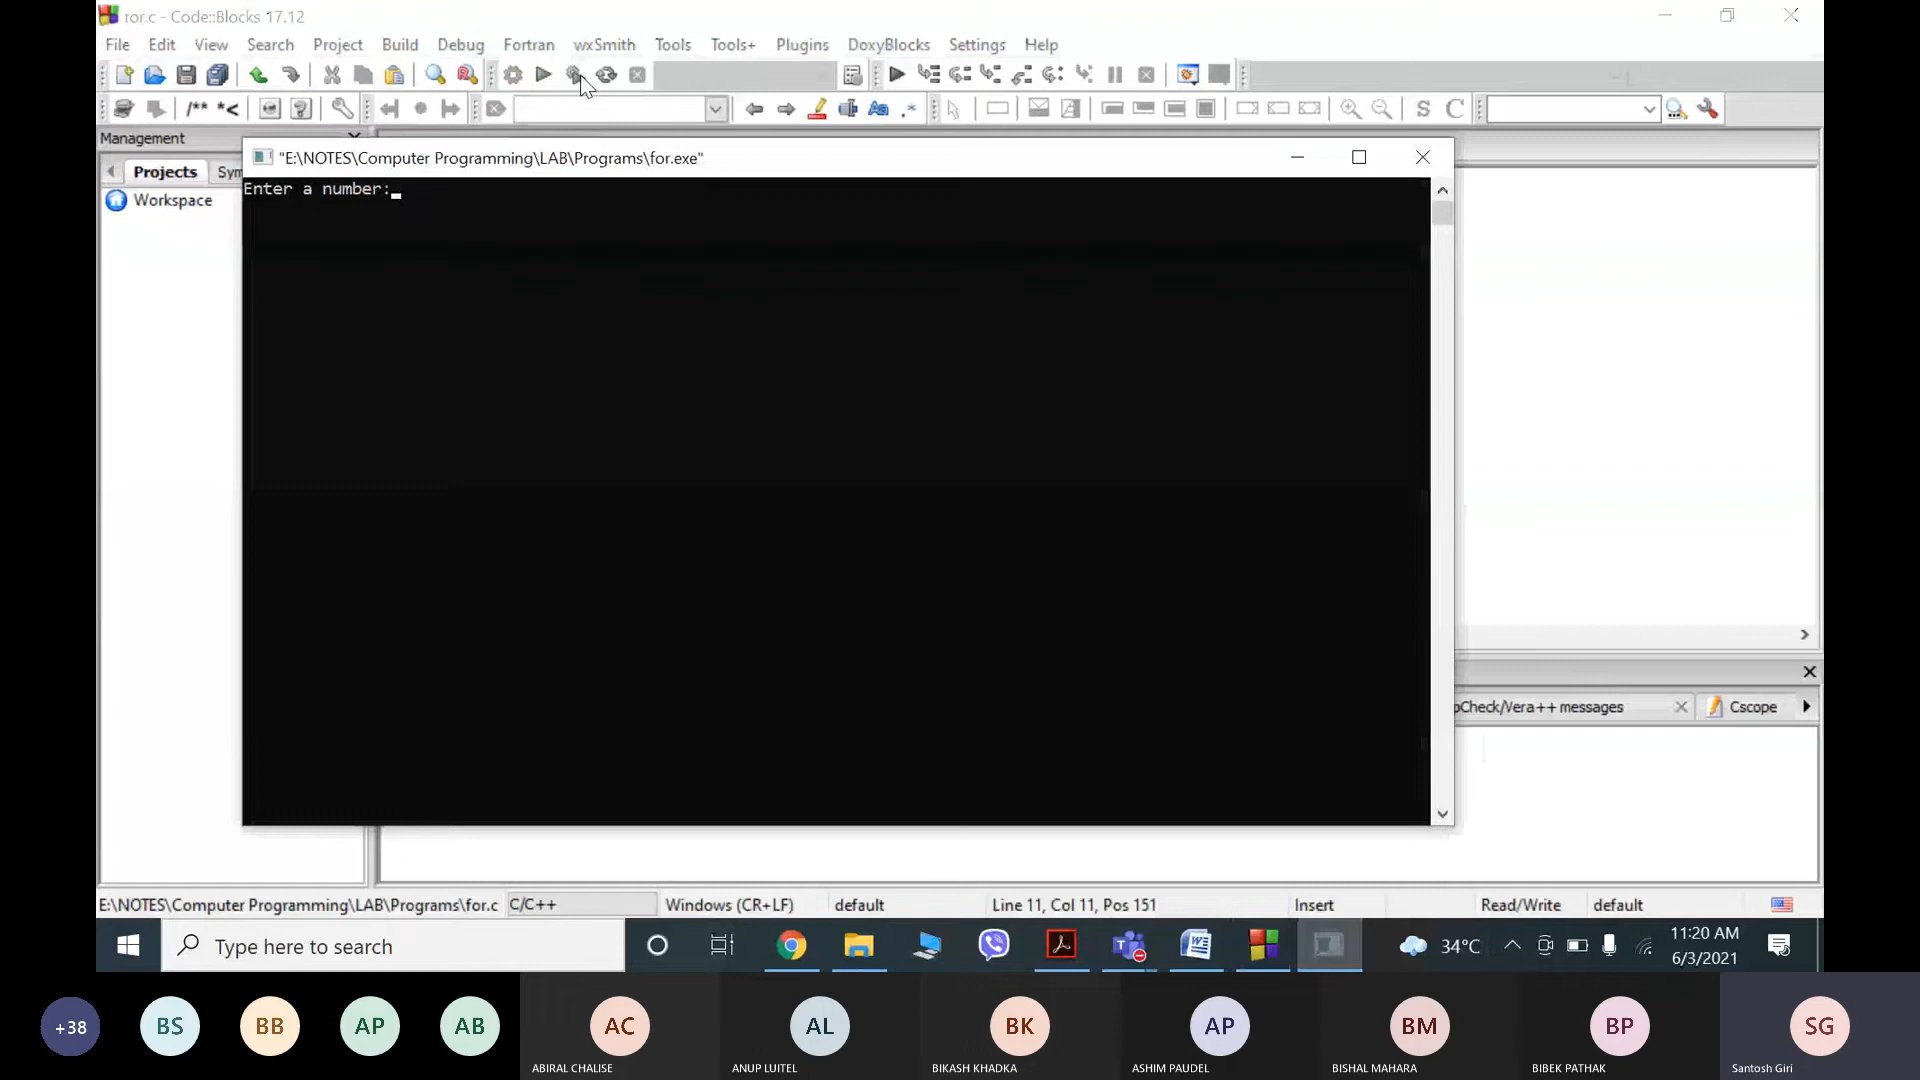 for.c - Code::Blocks 17.12
File Edit View Search Project Build Debug Fortran wxSmith Tools Tools+ Plugins DoxyBlocks Settings Help
/** *< S C
Management
Projects Sym
Workspace
"E:\NOTES\Computer Programming\LAB\Programs\for.exe"
Enter a number:
pCheck/Vera++ messages Cscope
E:\NOTES\Computer Programming\LAB\Programs\for.c C/C++ Windows (CR+LF) default Line 11, Col 11, Pos 151 Insert Read/Write default
Type here to search 34°C 11:20 AM
6/3/2021
+38 BS BB AP AB AC AL BK AP BM BP SG
ABIRAL CHALISE ANUP LUITEL BIKASH KHADKA ASHIM PAUDEL BISHAL MAHARA BIBEK PATHAK Santosh Giri